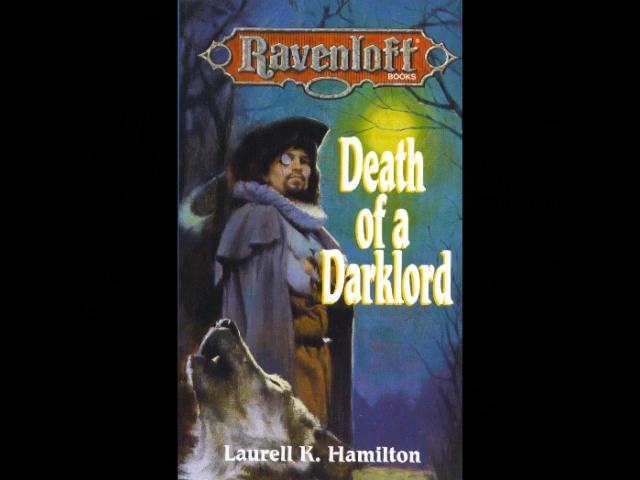 Ravenloft
BOOKS
Death
of a
Darklord
Laurell K. Hamilton